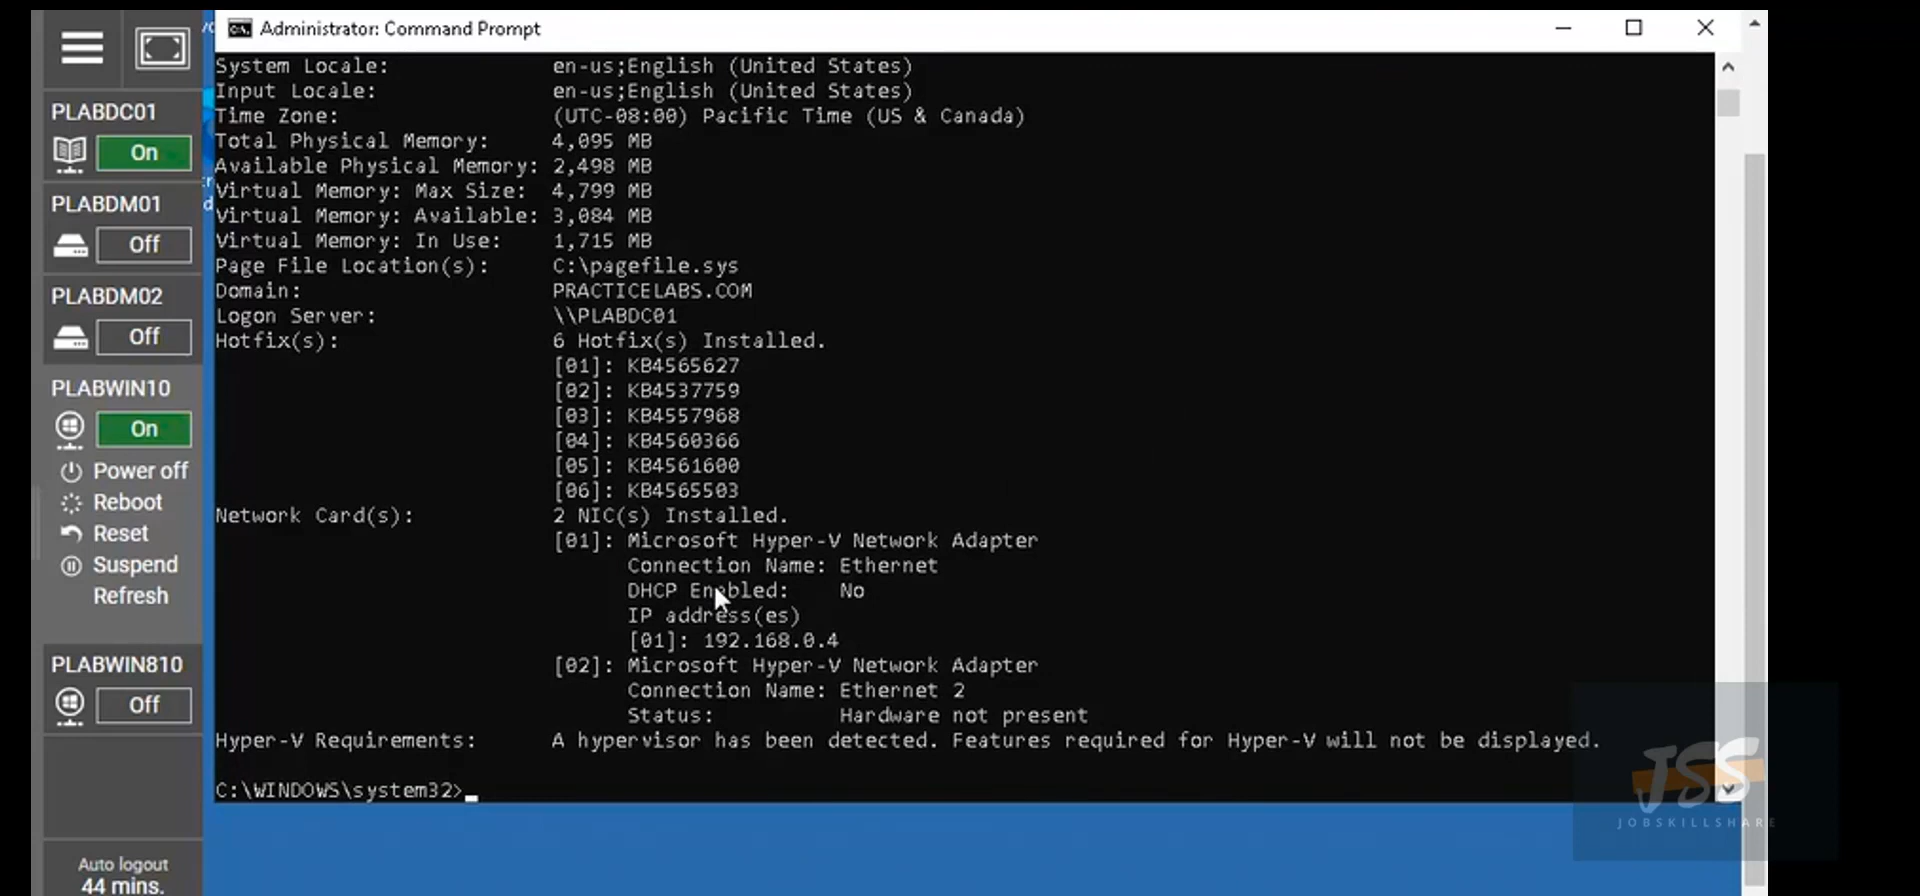 Administrator: Command Prompt
PLABDC01
On
PLABDM01
Off
PLABDM02
Off
PLABWIN10
On
Power off
Reboot
Reset
Suspend
Refresh
PLABWIN810
Off
Auto logout
44 mins.
System Locale: en-us;English (United States)
Input Locale: en-us;English (United States)
Time Zone: (UTC-08:00) Pacific Time (US & Canada)
Total Physical Memory: 4,095 MB
Available Physical Memory: 2,498 MB
Virtual Memory: Max Size: 4,799 MB
Virtual Memory: Available: 3,084 MB
Virtual Memory: In Use: 1,715 MB
Page File Location(s): C:\pagefile.sys
Domain: PRACTICELABS.COM
Logon Server: \\PLABDC01
Hotfix(s): 6 Hotfix(s) Installed.
[01]: KB4565627
[02]: KB4537759
[03]: KB4557968
[04]: KB4560366
[05]: KB4561600
[06]: KB4565503
Network Card(s): 2 NIC(s) Installed.
[01]: Microsoft Hyper-V Network Adapter
Connection Name: Ethernet
DHCP Enabled: No
IP address(es)
[01]: 192.168.0.4
[02]: Microsoft Hyper-V Network Adapter
Connection Name: Ethernet 2
Status: Hardware not present
Hyper-V Requirements: A hypervisor has been detected. Features required for Hyper-V will not be displayed.
C:\WINDOWS\system32>
JSS
JOBSKILLSHARE